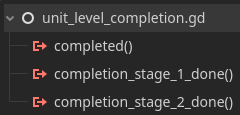 unit_level_completion.gd
completed()
completion_stage_1_done()
completion_stage_2_done()